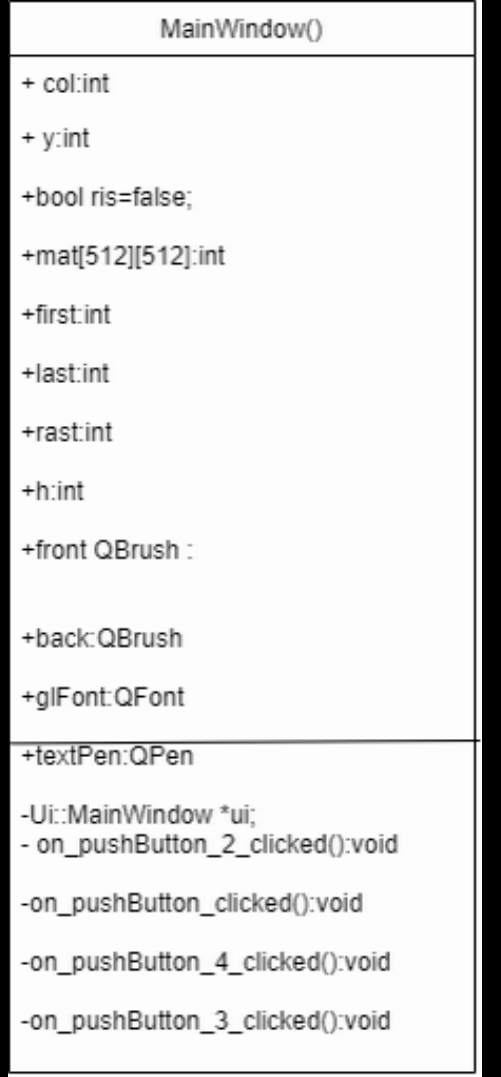 MainWindow()
+ col:int
+ y:int
+bool ris=false;
+mat[512][512]:int
+first:int
+last:int
+rast:int
+h:int
+front QBrush :
+back:QBrush
+glFont:QFont
+textPen:QPen
-Ui::MainWindow *ui;
- on_pushButton_2_clicked():void
-on_pushButton_clicked():void
-on_pushButton_4_clicked():void
-on_pushButton_3_clicked():void